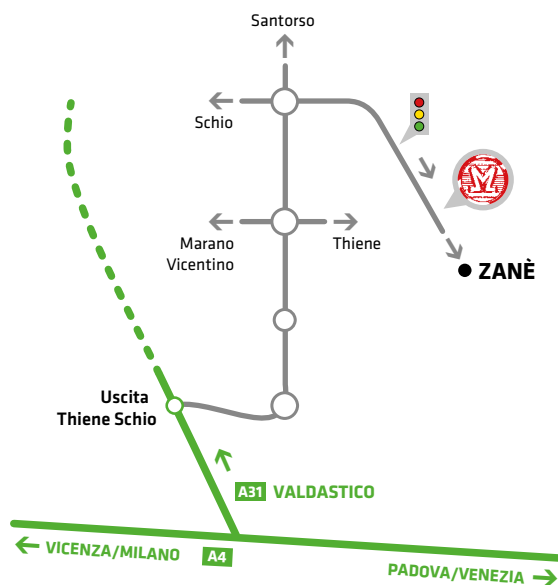 Santorso
Schio
M
Marano
Vicentino
Thiene
ZANÈ
Uscita
Thiene Schio
A31 VALDASTICO
VICENZA/MILANO A4
PADOVA/VENEZIA